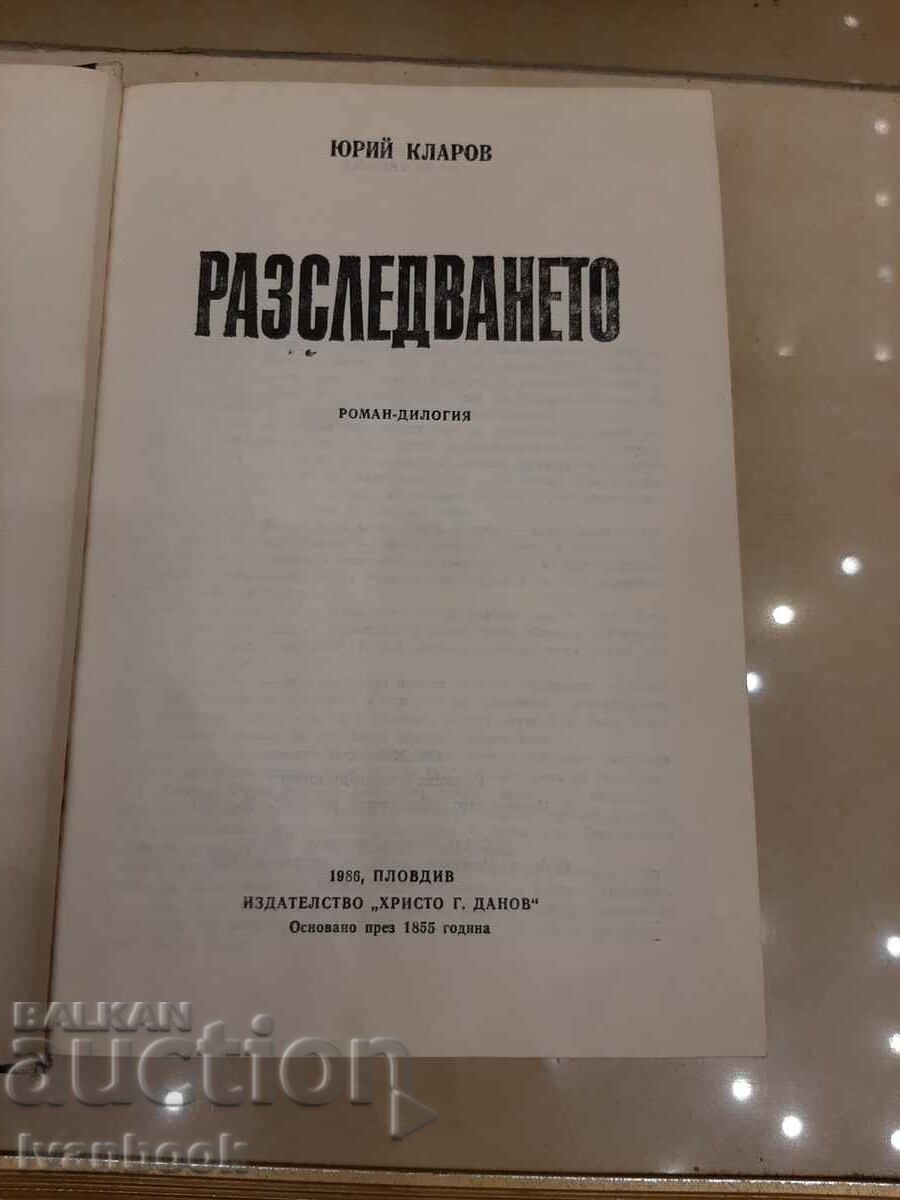 ЮРИЙ КЛАРОВ
РАЗСЛЕДВАНЕТО
РОМАН-ДИЛОГИЯ
1986, ПЛОВДИВ
ИЗДАТЕЛСТВО „ХРИСТО Г. ДАНОВ"
Основано през 1855 година
BALKAN
auction
Ivanbook